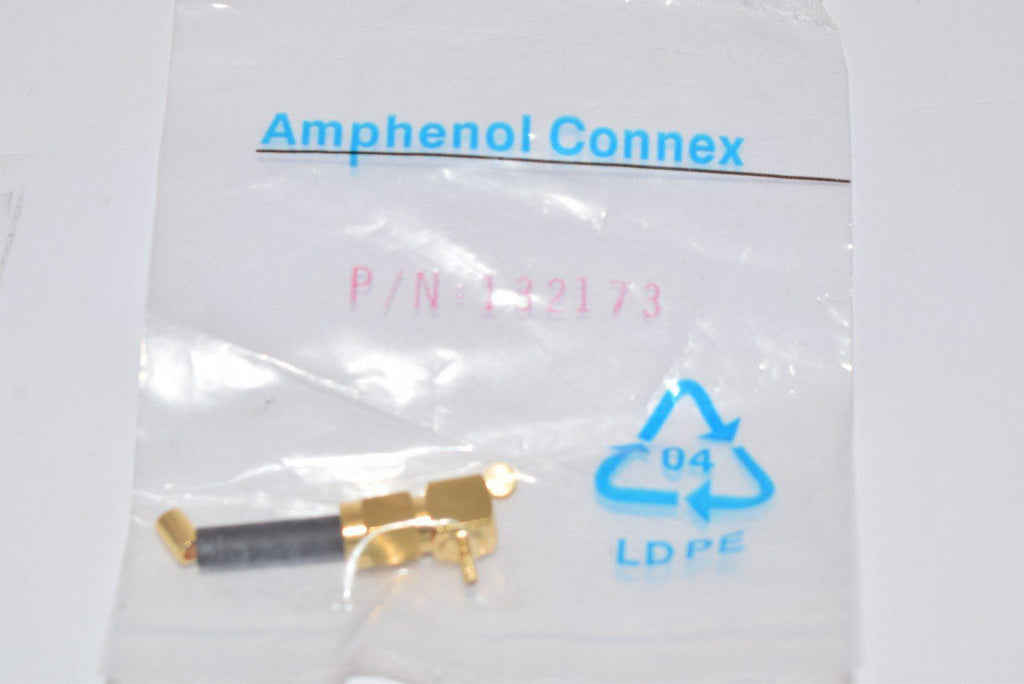 Amphenol Connex
P/N:132173
04
LDPE